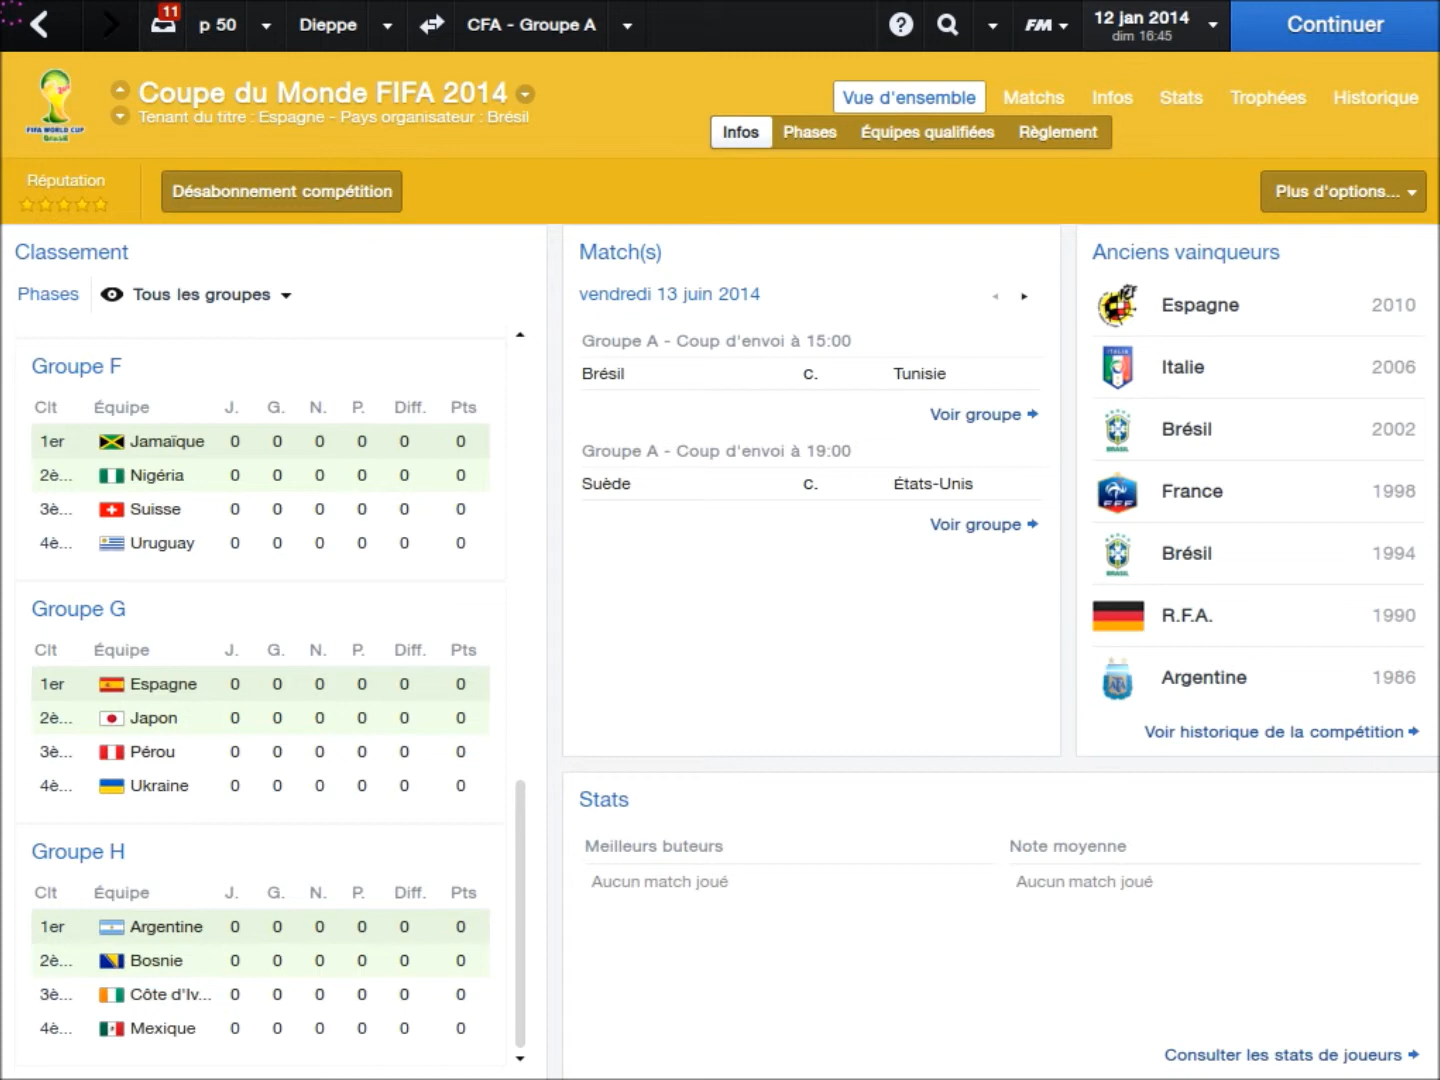 11
p 50
Dieppe
CFA - Groupe A
?
FM
12 jan 2014
dim 16:45
Continuer
FIFA WORLD CUP
Brasil
Coupe du Monde FIFA 2014
Tenant du titre : Espagne - Pays organisateur : Brésil
Vue d'ensemble Matchs Infos Stats Trophées Historique
Infos Phases Équipes qualifiées Règlement
Réputation
Désabonnement compétition
Plus d'options...
Classement
Phases Tous les groupes
Groupe F
Clt Équipe J. G. N. P. Diff. Pts
1er Jamaïque 0 0 0 0 0 0
2è... Nigéria 0 0 0 0 0 0
3è... Suisse 0 0 0 0 0 0
4è... Uruguay 0 0 0 0 0 0
Groupe G
Clt Équipe J. G. N. P. Diff. Pts
1er Espagne 0 0 0 0 0 0
2è... Japon 0 0 0 0 0 0
3è... Pérou 0 0 0 0 0 0
4è... Ukraine 0 0 0 0 0 0
Groupe H
Clt Équipe J. G. N. P. Diff. Pts
1er Argentine 0 0 0 0 0 0
2è... Bosnie 0 0 0 0 0 0
3è... Côte d'Iv... 0 0 0 0 0 0
4è... Mexique 0 0 0 0 0 0
Match(s)
vendredi 13 juin 2014
Groupe A - Coup d'envoi à 15:00
Brésil c. Tunisie
Voir groupe
Groupe A - Coup d'envoi à 19:00
Suède c. États-Unis
Voir groupe
Anciens vainqueurs
Espagne 2010
ITALIA
Italie 2006
BRASIL
Brésil 2002
FFF
France 1998
BRASIL
Brésil 1994
R.F.A. 1990
AFA
Argentine 1986
Voir historique de la compétition
Stats
Meilleurs buteurs
Aucun match joué
Note moyenne
Aucun match joué
Consulter les stats de joueurs